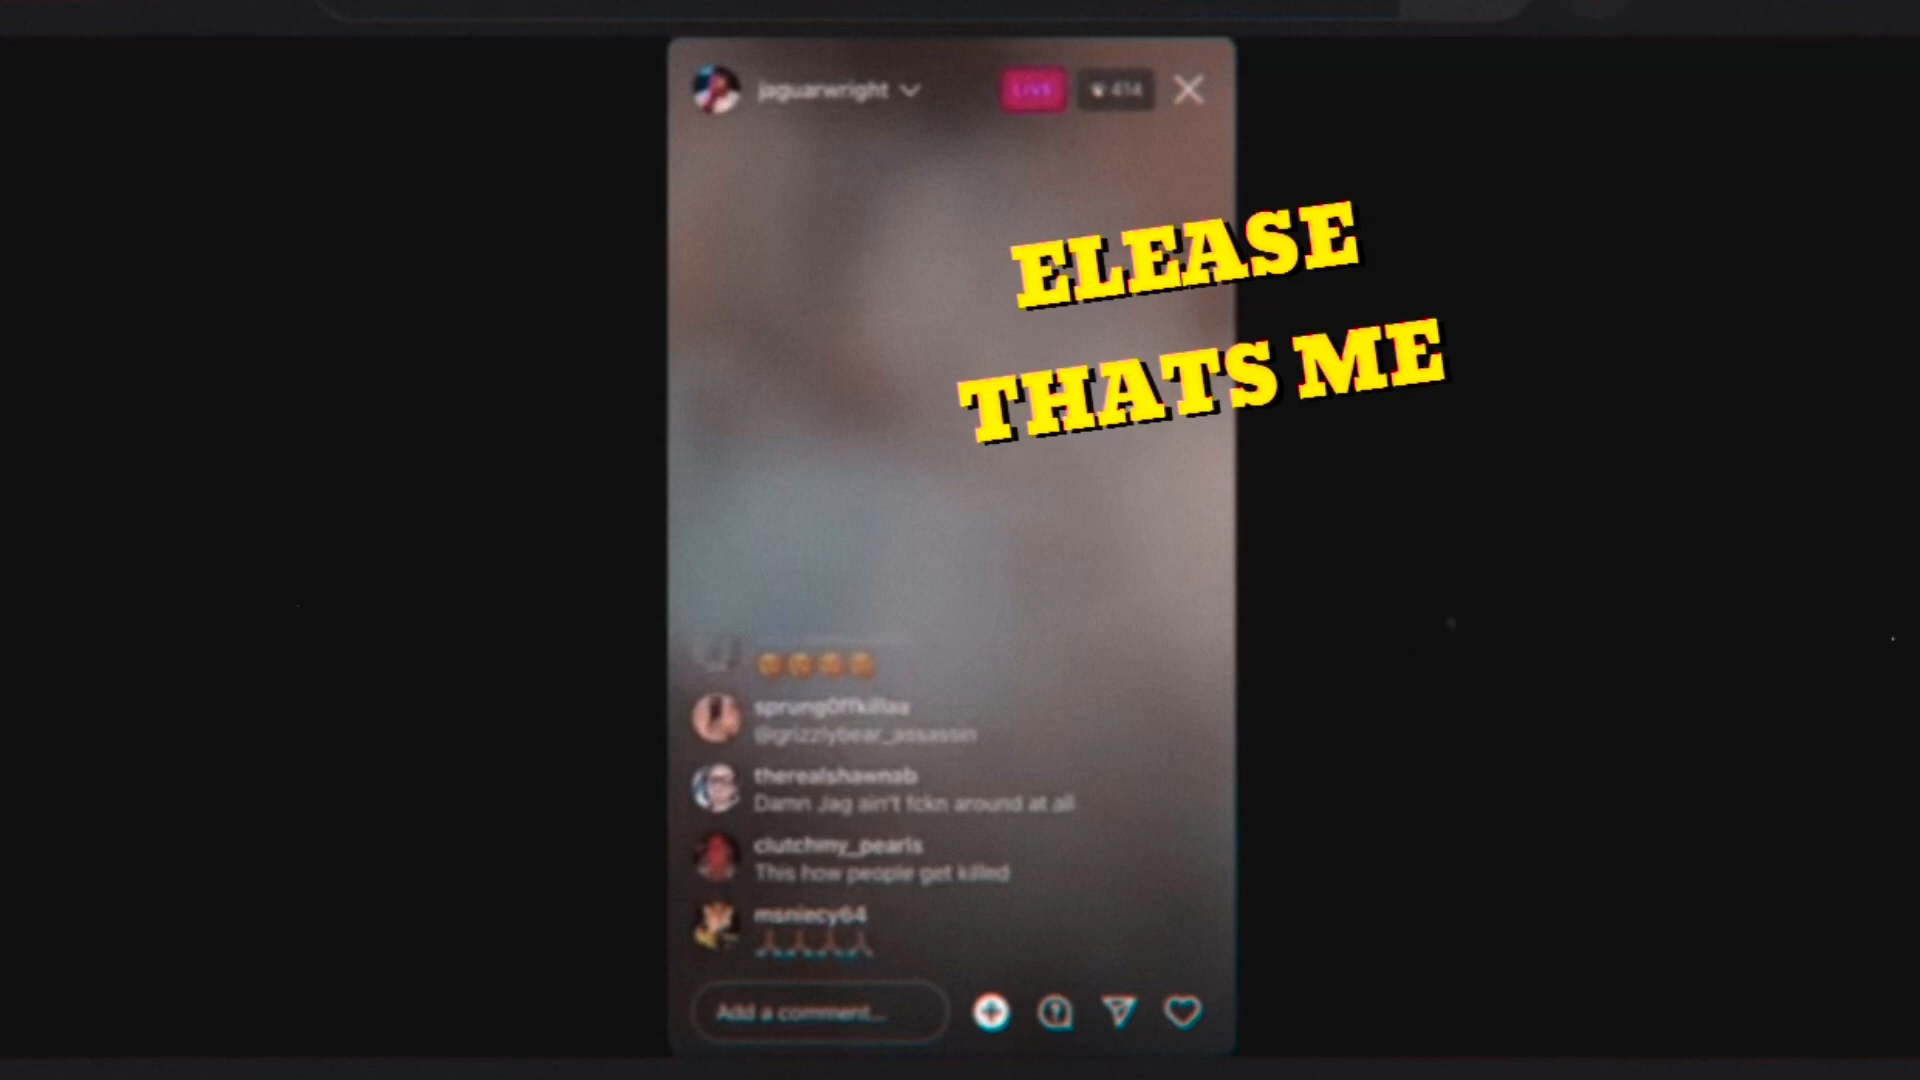 jaguarwright
LIVE
414
ELEASE
THATS ME
sprung0ffkillaa
@grizzlybear_assassin
therealshawnab
Damn Jag ain't fckn around at all
clutchmy_pearls
This how people get killed
msniecy64
Add a comment...